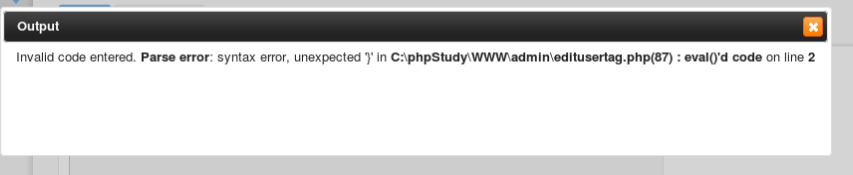 Output
Invalid code entered. Parse error: syntax error, unexpected '}' in C:\phpStudy\WWW\admin\editusertag.php(87) : eval()'d code on line 2